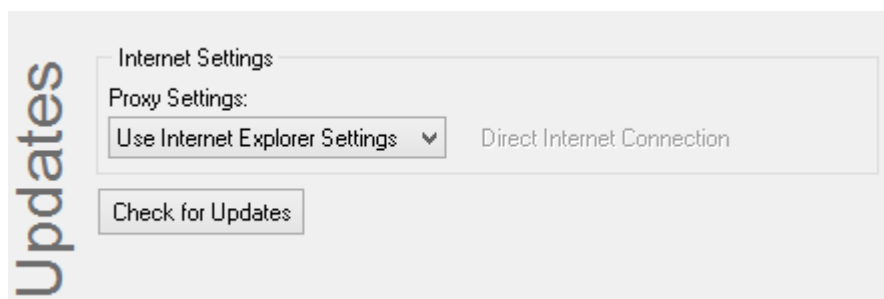 Updates
Internet Settings
Proxy Settings:
Use Internet Explorer Settings
Direct Internet Connection
Check for Updates